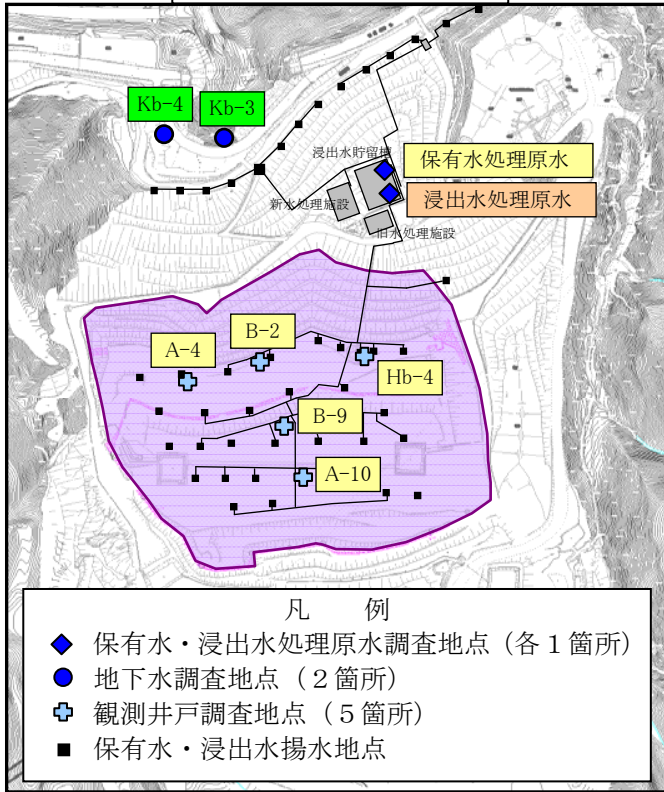 Kb-4
Kb-3
浸出水貯留槽
保有水処理原水
浸出水処理原水
新水処理施設
旧水処理施設
B-2
A-4
Hb-4
B-9
A-10
凡　例
保有水・浸出水処理原水調査地点（各１箇所）
地下水調査地点（２箇所）
観測井戸調査地点（５箇所）
保有水・浸出水揚水地点